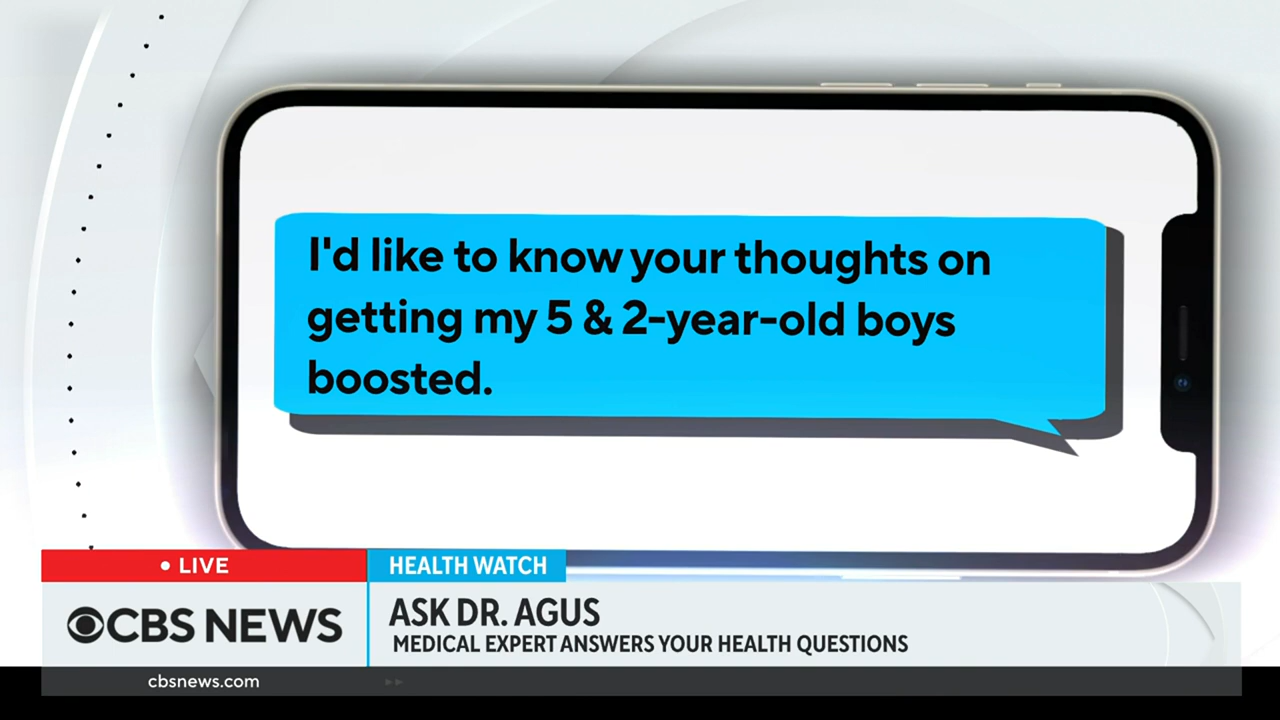 I'd like to know your thoughts on
getting my 5 & 2-year-old boys
boosted.
• LIVE
HEALTH WATCH
CBS NEWS
ASK DR. AGUS
MEDICAL EXPERT ANSWERS YOUR HEALTH QUESTIONS
cbsnews.com